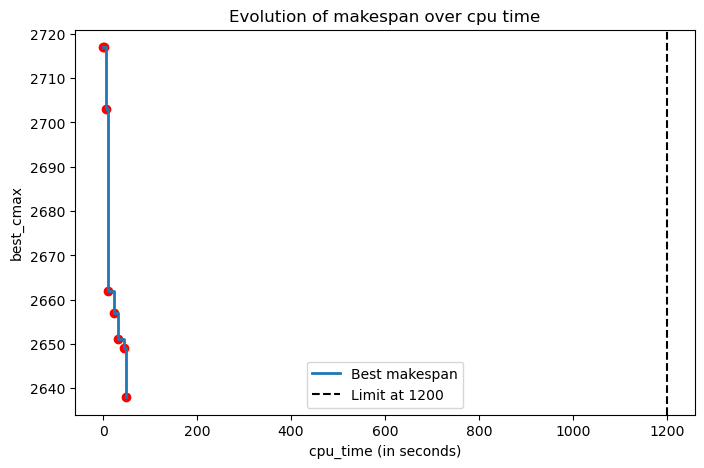 Evolution of makespan over cpu time
best_cmax
2720
2710
2700
2690
2680
2670
2660
2650
2640
Best makespan
Limit at 1200
0 200 400 600 800 1000 1200
cpu_time (in seconds)